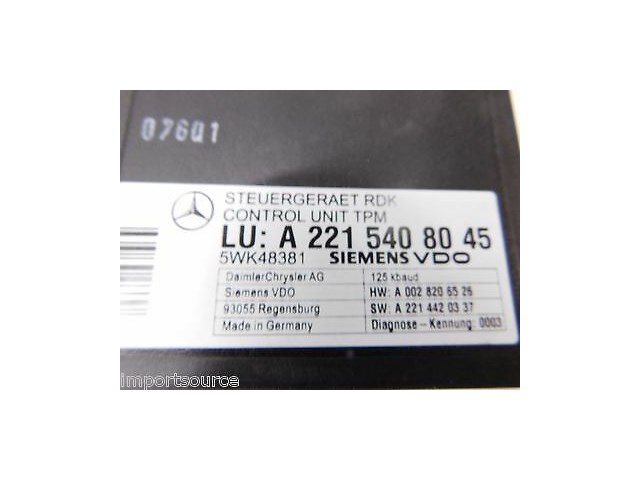 07601
STEUERGERAET RDK
CONTROL UNIT TPM
LU: A 221 540 80 45
5WK48381 SIEMENS VDO
DaimlerChrysler AG 125 kbaud
Siemens VDO HW: A 002 820 65 26
93055 Regensburg SW: A 221 442 03 37
Made in Germany Diagnose - Kennung: 0003
importsource